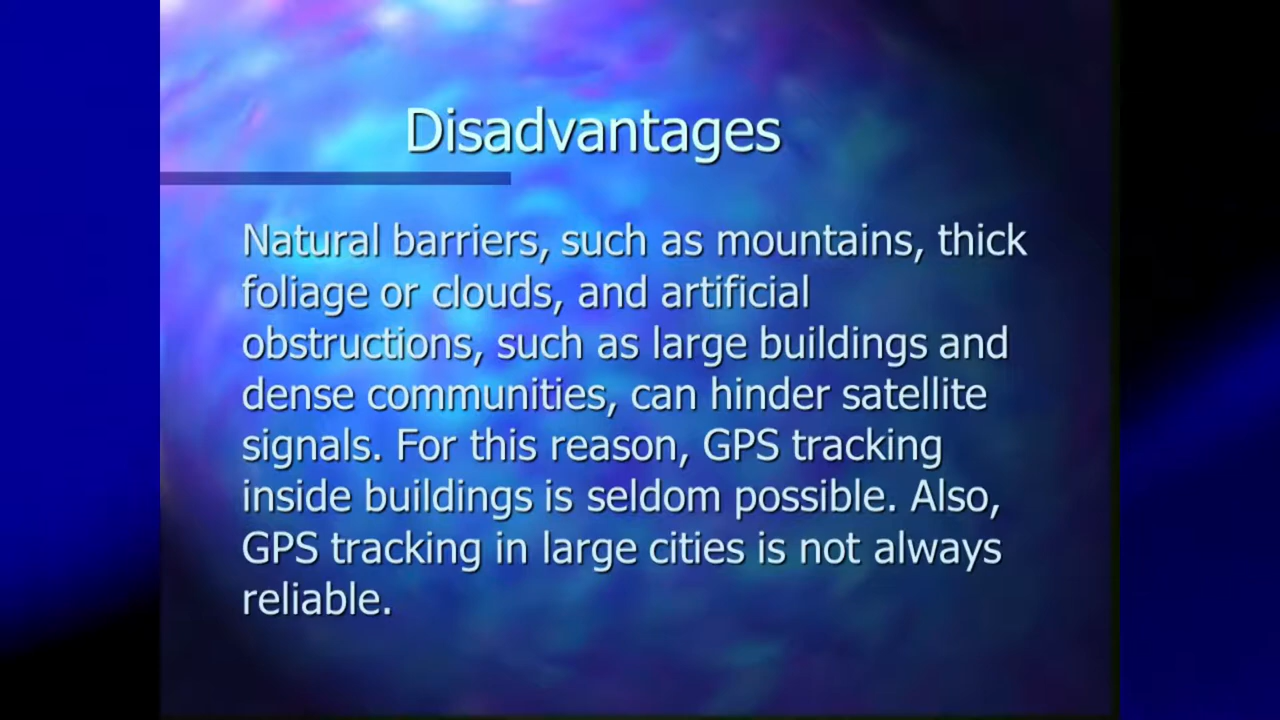 Disadvantages
Natural barriers, such as mountains, thick
foliage or clouds, and artificial
obstructions, such as large buildings and
dense communities, can hinder satellite
signals. For this reason, GPS tracking
inside buildings is seldom possible. Also,
GPS tracking in large cities is not always
reliable.